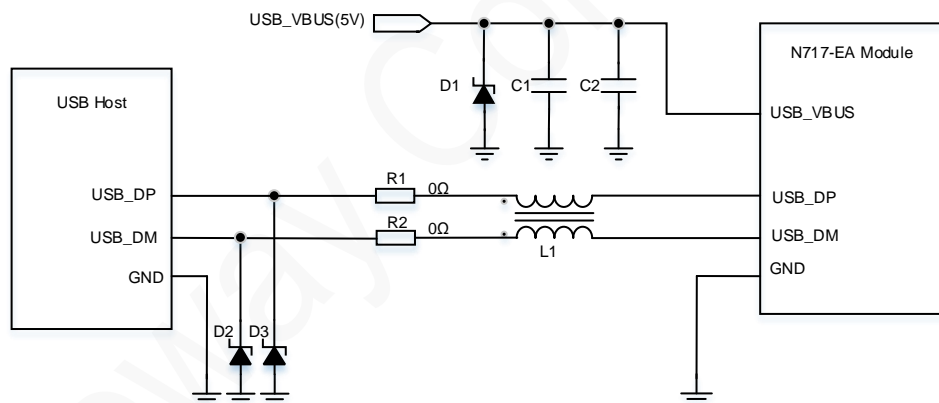 USB_VBUS(5V)
N717-EA Module
USB Host
D1
C1
C2
USB_VBUS
USB_DP
R1
0Ω
USB_DP
USB_DM
R2
0Ω
USB_DM
L1
GND
GND
D2
D3